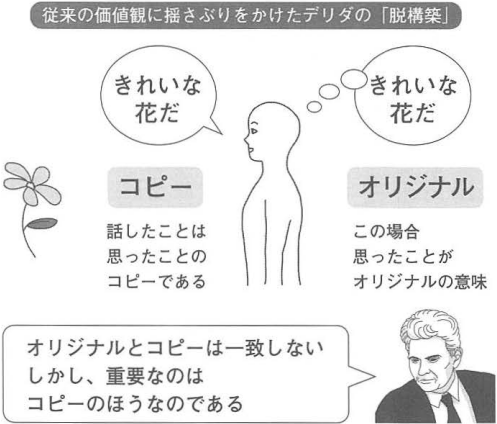 従来の価値観に揺さぶりをかけたデリダの「脱構築」
きれいな
花だ
きれいな
花だ
コピー
話したことは
思ったことの
コピーである
オリジナル
この場合
思ったことが
オリジナルの意味
オリジナルとコピーは一致しない
しかし、重要なのは
コピーのほうなのである